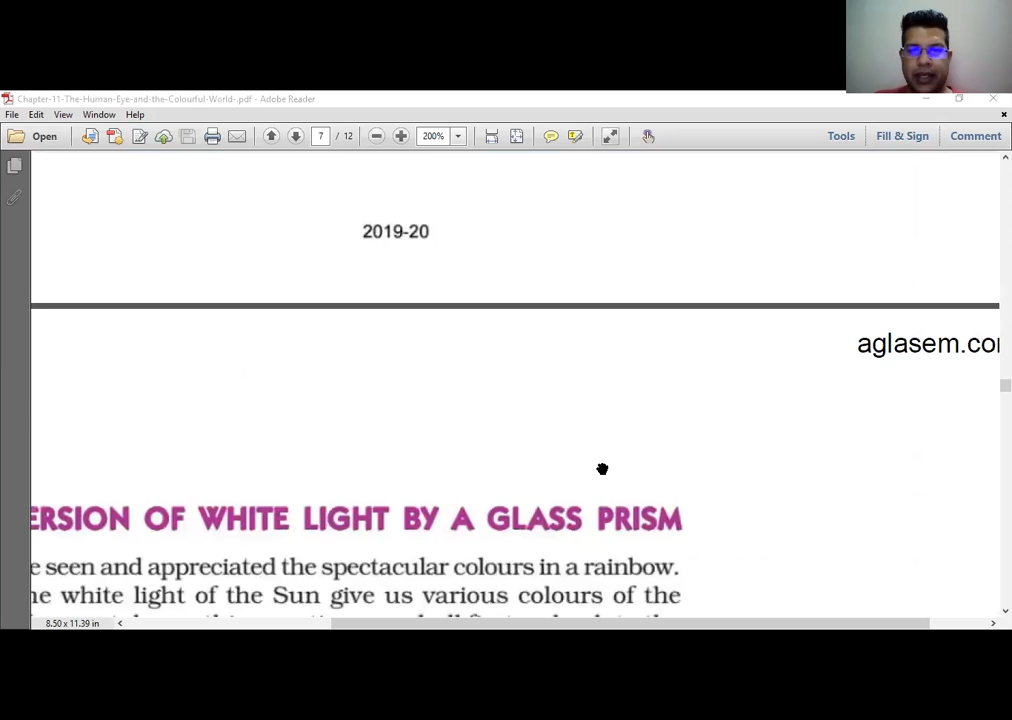 Chapter-11-The-Human-Eye-and-the-Colourful-World-.pdf - Adobe Reader
File Edit View Window Help
Open 7 / 12 200% Tools Fill & Sign Comment
2019-20
aglasem.co
ERSION OF WHITE LIGHT BY A GLASS PRISM
e seen and appreciated the spectacular colours in a rainbow.
he white light of the Sun give us various colours of the
8.50 x 11.39 in